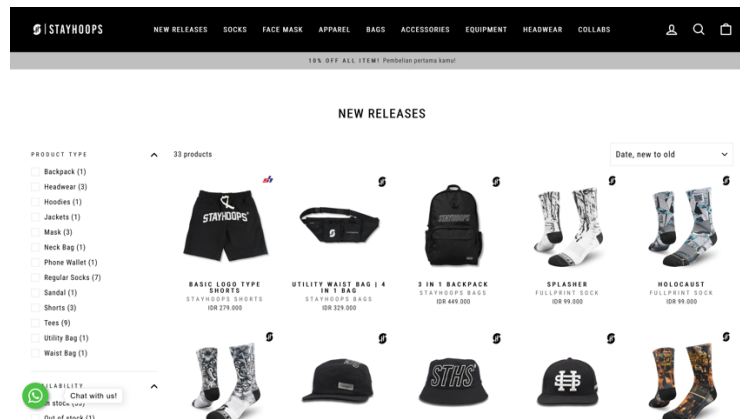 STAYHOOPS
NEW RELEASES SOCKS FACE MASK APPAREL BAGS ACCESSORIES EQUIPMENT HEADWEAR COLLABS
10% OFF ALL ITEM! Pembelian pertama kamu!
NEW RELEASES
PRODUCT TYPE
33 products
Date, new to old
Backpack (1)
Headwear (3)
Hoodies (1)
Jackets (1)
Mask (3)
Neck Bag (1)
Phone Wallet (1)
Regular Socks (7)
Sandal (1)
Shorts (3)
Tees (9)
Utility Bag (1)
Waist Bag (1)
STAYHOOPS
STAYHOOPS
BASIC LOGO TYPE
SHORTS
STAYHOOPS SHORTS
IDR 279.000
UTILITY WAIST BAG | 4
IN 1 BAG
STAYHOOPS BAGS
IDR 329.000
3 IN 1 BACKPACK
STAYHOOPS BAGS
IDR 449.000
SPLASHER
FULLPRINT SOCK
IDR 99.000
HOLOCAUST
FULLPRINT SOCK
IDR 99.000
STHS
Chat with us!
Out of stock (1)